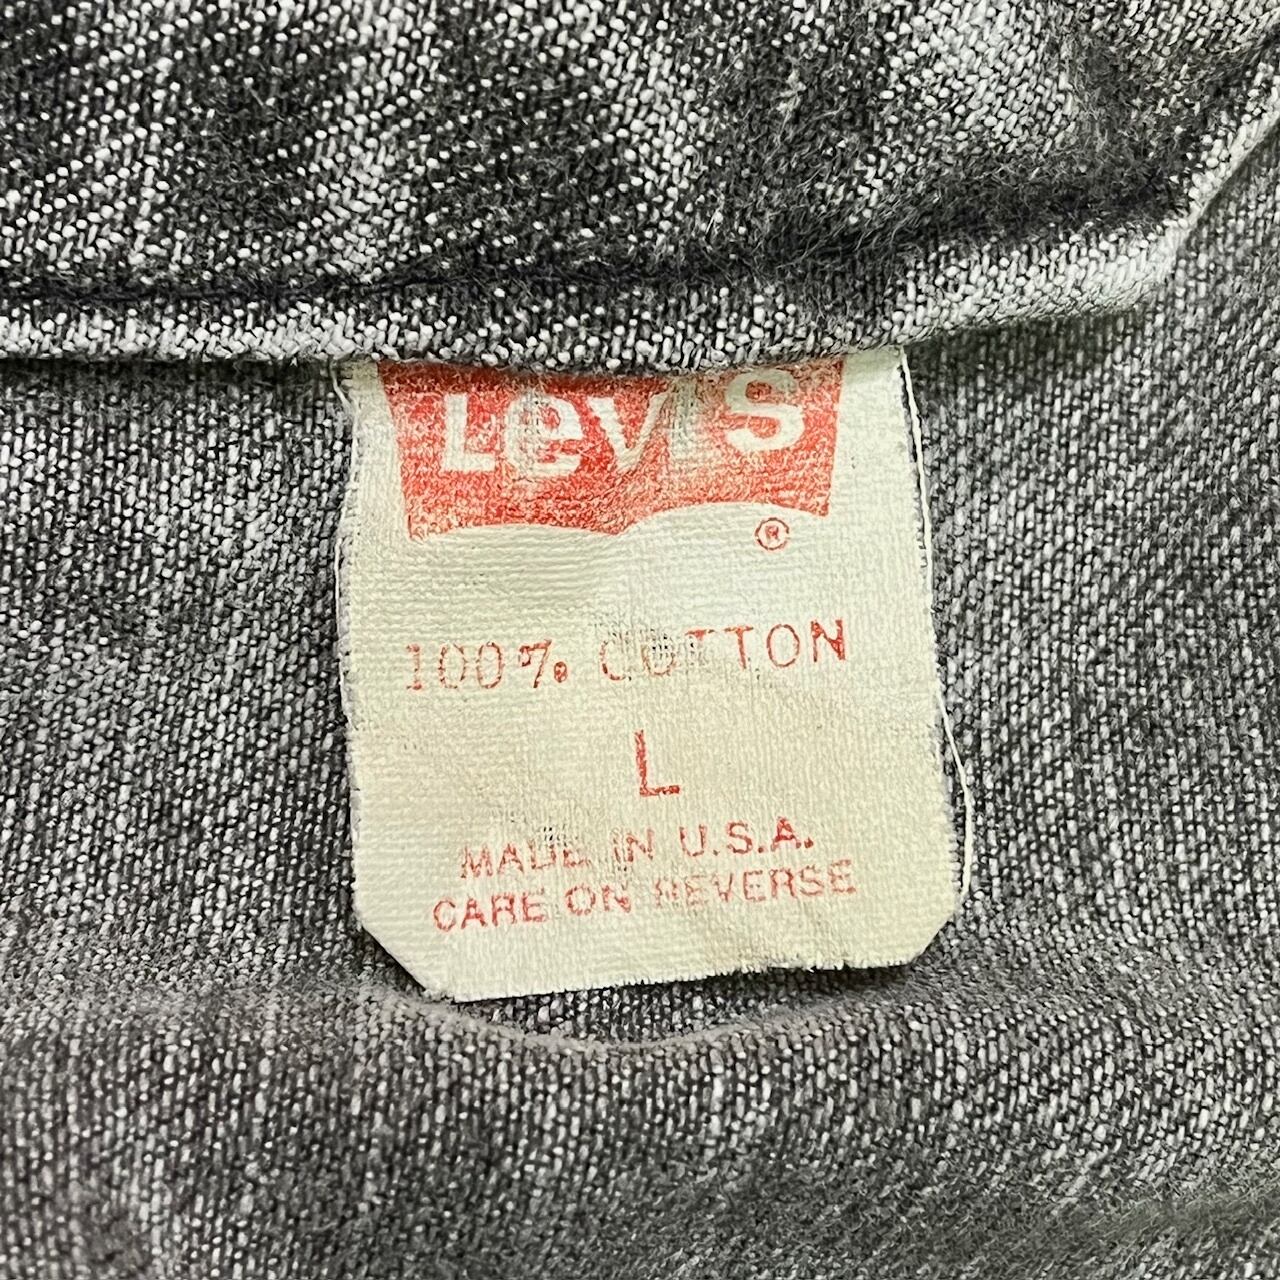 Levi's
®
100% COTTON
L
MADE IN U.S.A.
CARE ON REVERSE